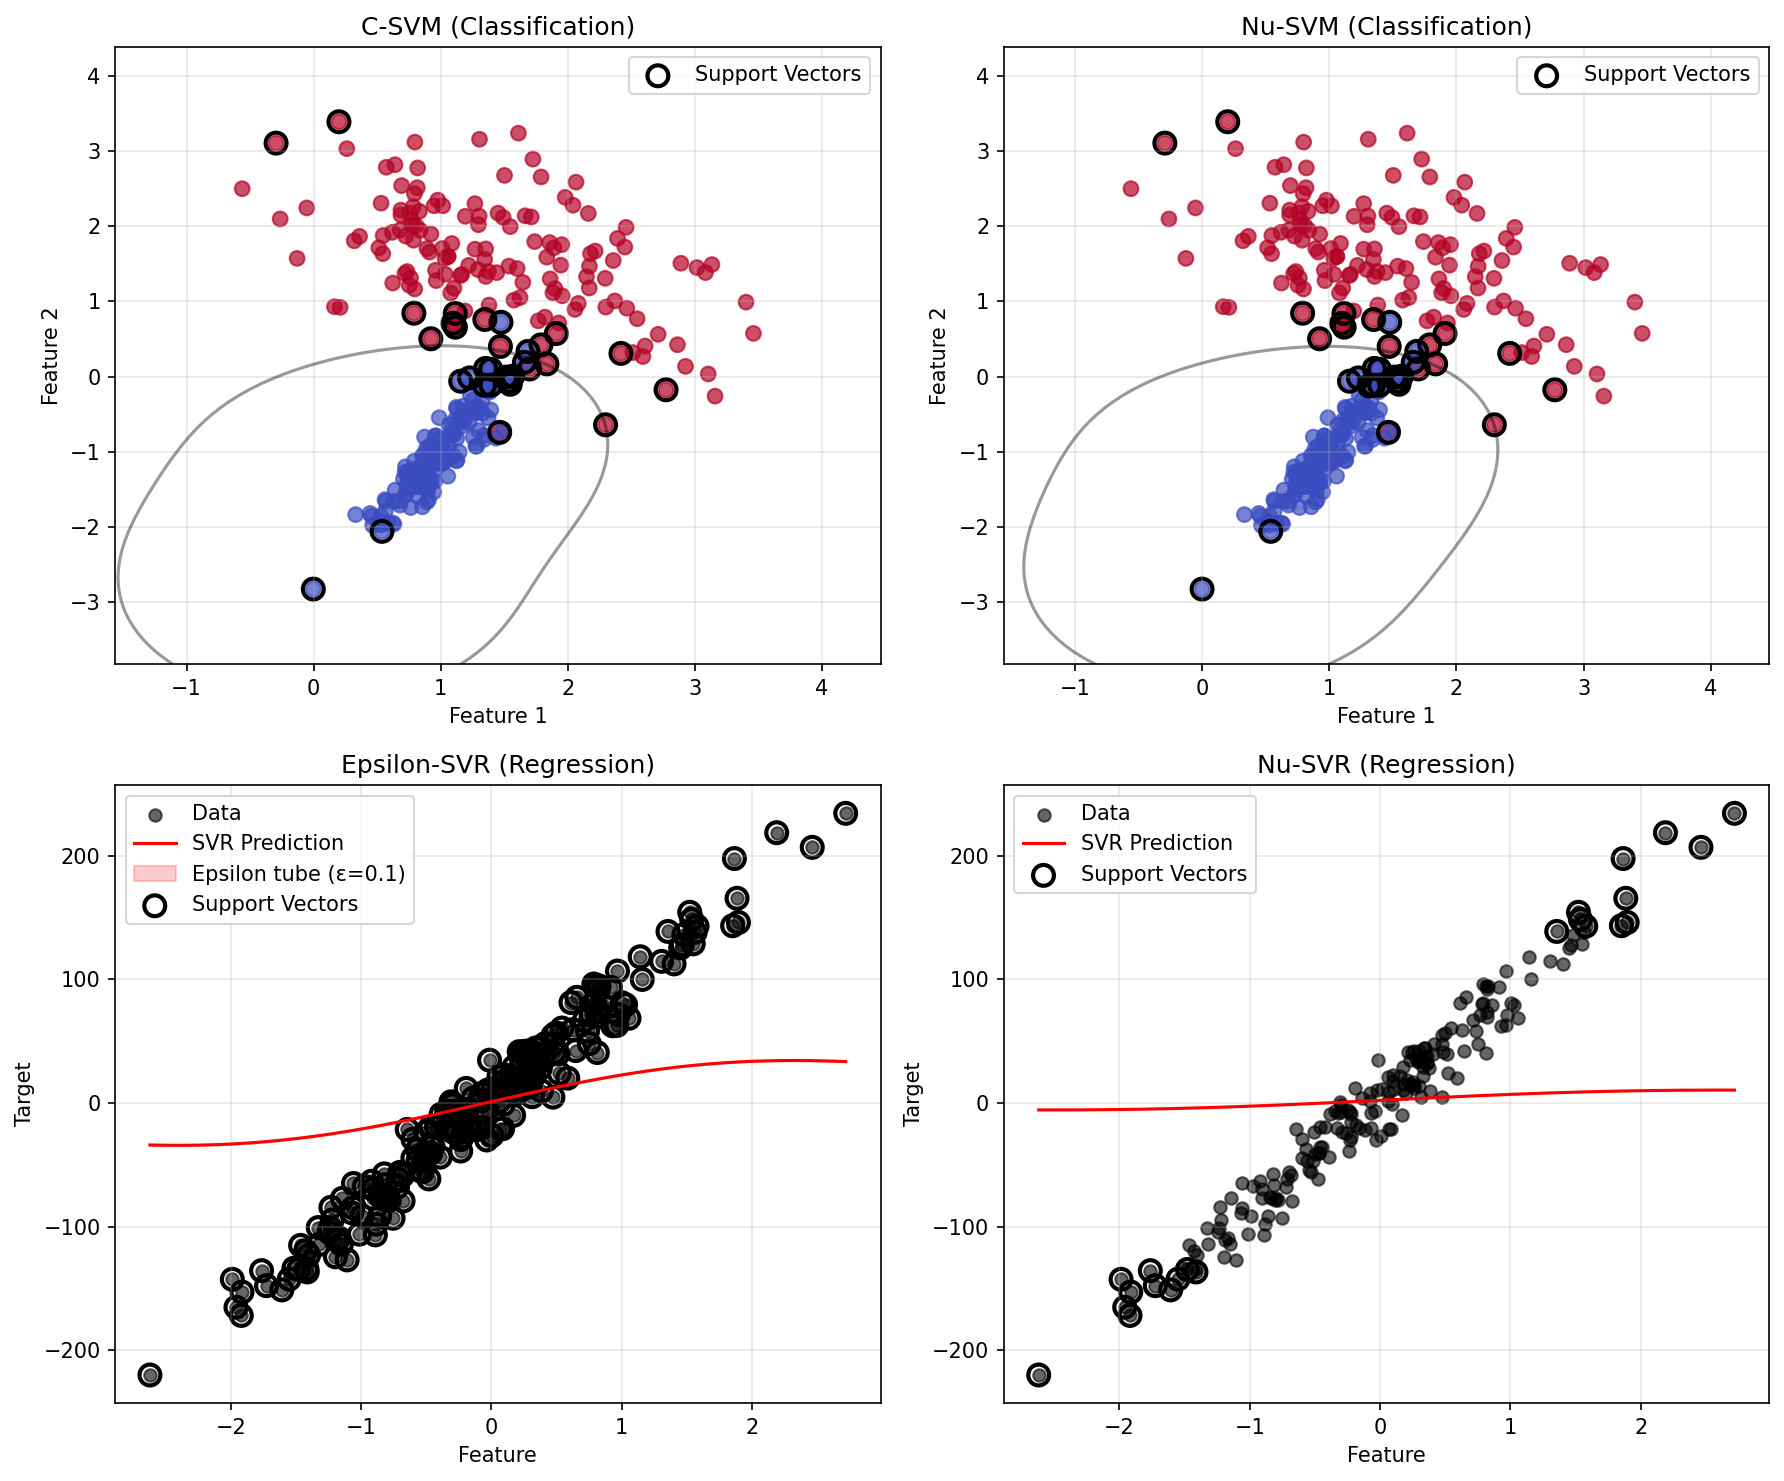 C-SVM (Classification)
Support Vectors
4
3
2
1
0
−1
−2
−3
Feature 2
−1
0
1
2
3
4
Feature 1
Nu-SVM (Classification)
Support Vectors
4
3
2
1
0
−1
−2
−3
Feature 2
−1
0
1
2
3
4
Feature 1
Epsilon-SVR (Regression)
Data
SVR Prediction
Epsilon tube (ε=0.1)
Support Vectors
200
100
0
−100
−200
Target
−2
−1
0
1
2
Feature
Nu-SVR (Regression)
Data
SVR Prediction
Support Vectors
200
100
0
−100
−200
Target
−2
−1
0
1
2
Feature